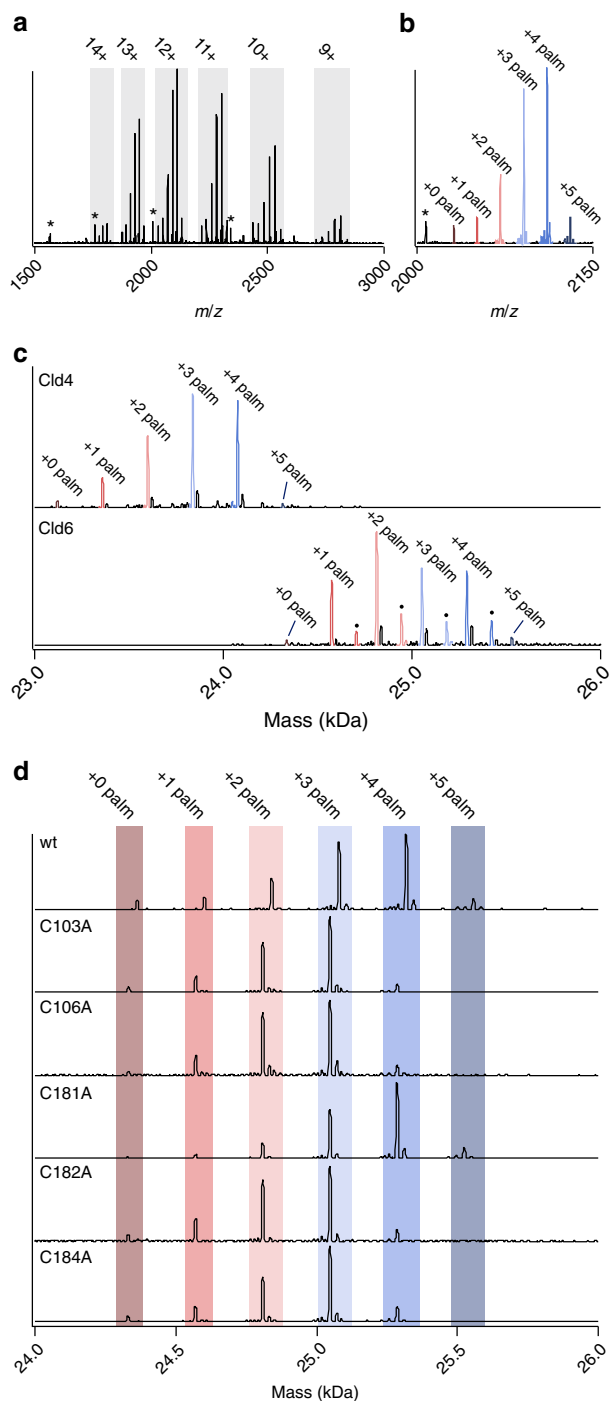 a
14+ 13+ 12+ 11+ 10+ 9+
* * * *
1500 2000 2500 3000
m/z
b
* +0 palm +1 palm +2 palm +3 palm +4 palm +5 palm
2000 2150
m/z
c
Cld4
+0 palm +1 palm +2 palm +3 palm +4 palm +5 palm
Cld6
+0 palm +1 palm +2 palm +3 palm +4 palm +5 palm
23.0 24.0 25.0 26.0
Mass (kDa)
d
+0 palm +1 palm +2 palm +3 palm +4 palm +5 palm
wt
C103A
C106A
C181A
C182A
C184A
24.0 24.5 25.0 25.5 26.0
Mass (kDa)